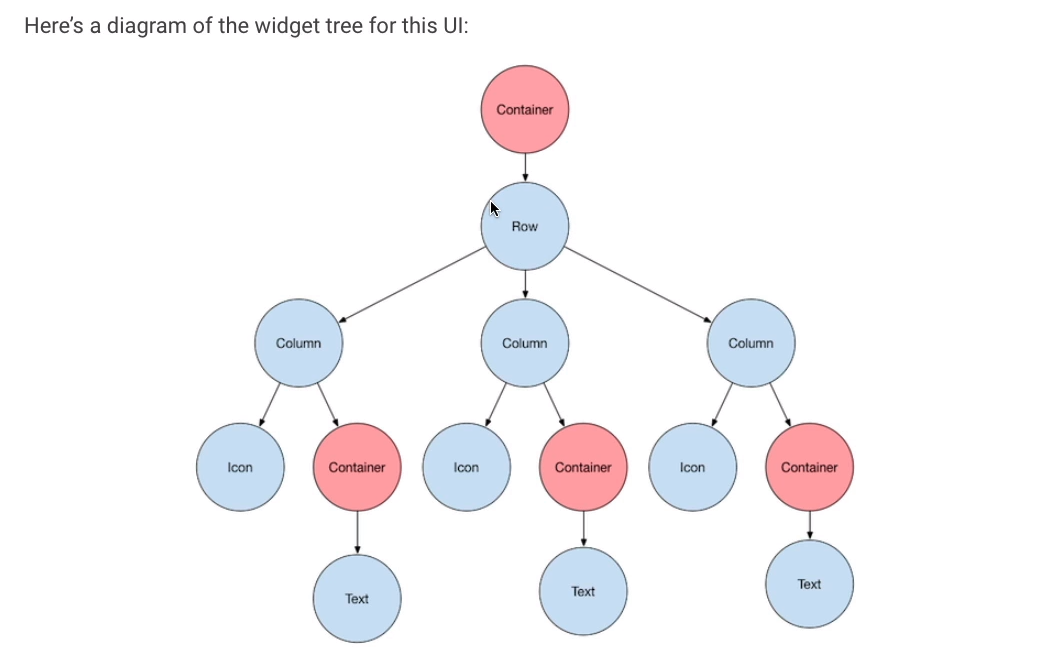 Here’s a diagram of the widget tree for this UI:
Container
Row
Column
Column
Column
Icon
Container
Icon
Container
Icon
Container
Text
Text
Text